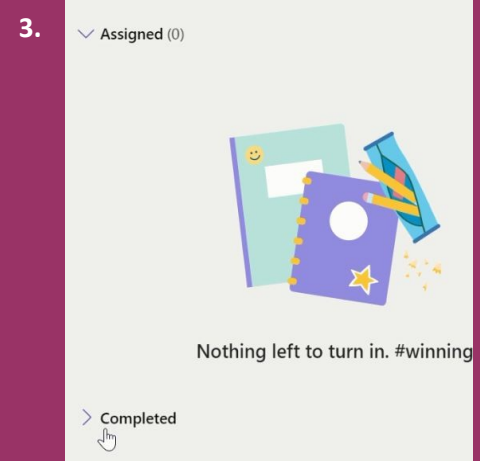 3.
Assigned (0)
Nothing left to turn in. #winning
Completed